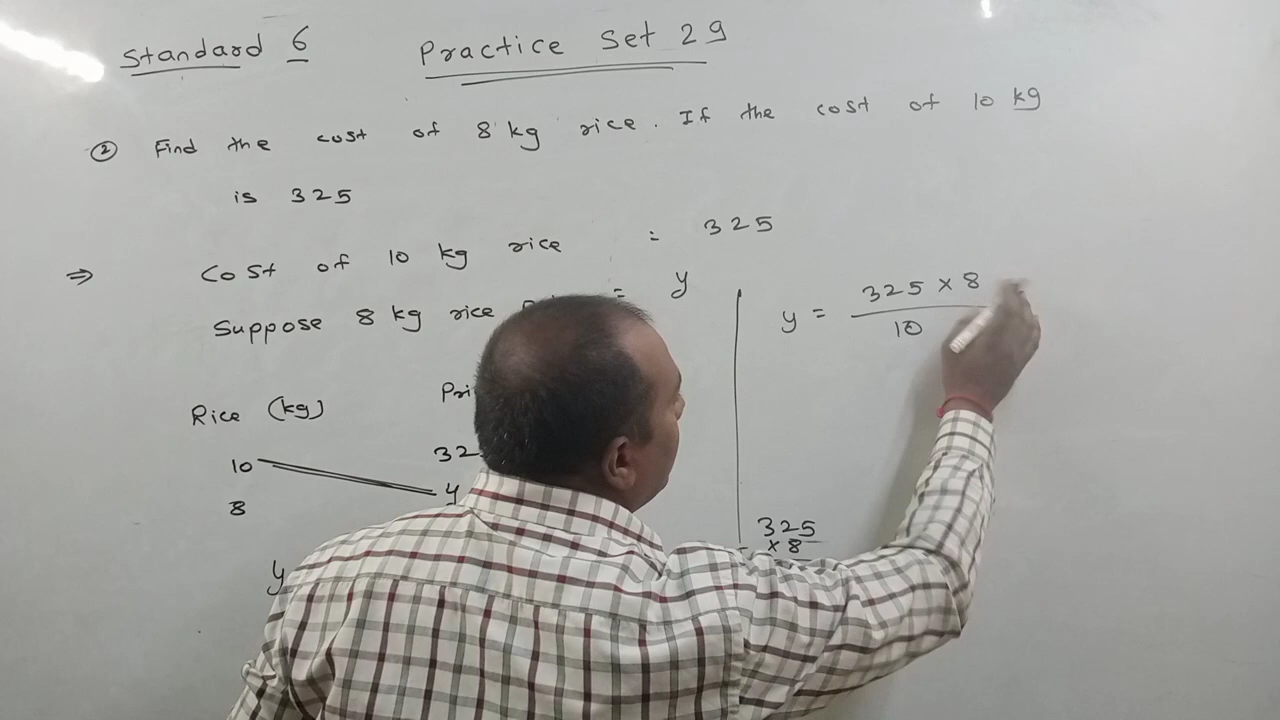 Standard 6 Practice Set 29
② Find the cost of 8 kg rice. If the cost of 10 kg
is 325
⇒ Cost of 10 kg rice = 325
Suppose 8 kg rice = y
Rice (kg)
10
8 y
y
y = 325 × 8
10
325
× 8